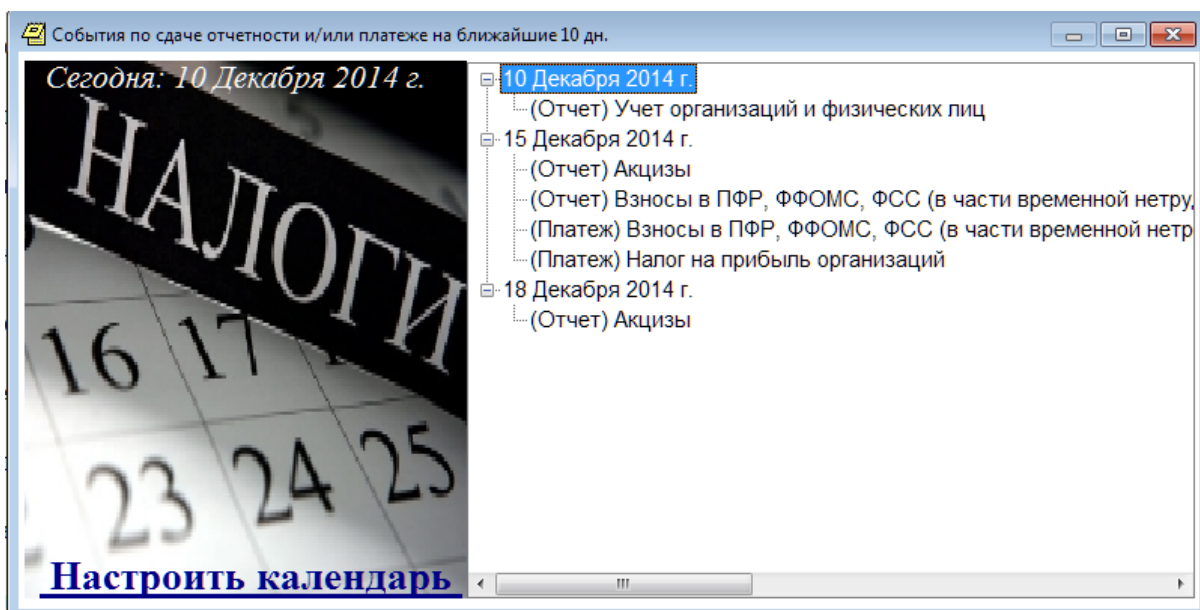 События по сдаче отчетности и/или платеже на ближайшие 10 дн.
Сегодня: 10 Декабря 2014 г.
НАЛОГИ
16 17
23 24 25
Настроить календарь
10 Декабря 2014 г.
(Отчет) Учет организаций и физических лиц
15 Декабря 2014 г.
(Отчет) Акцизы
(Отчет) Взносы в ПФР, ФФОМС, ФСС (в части временной нетру
(Платеж) Взносы в ПФР, ФФОМС, ФСС (в части временной нетр
(Платеж) Налог на прибыль организаций
18 Декабря 2014 г.
(Отчет) Акцизы